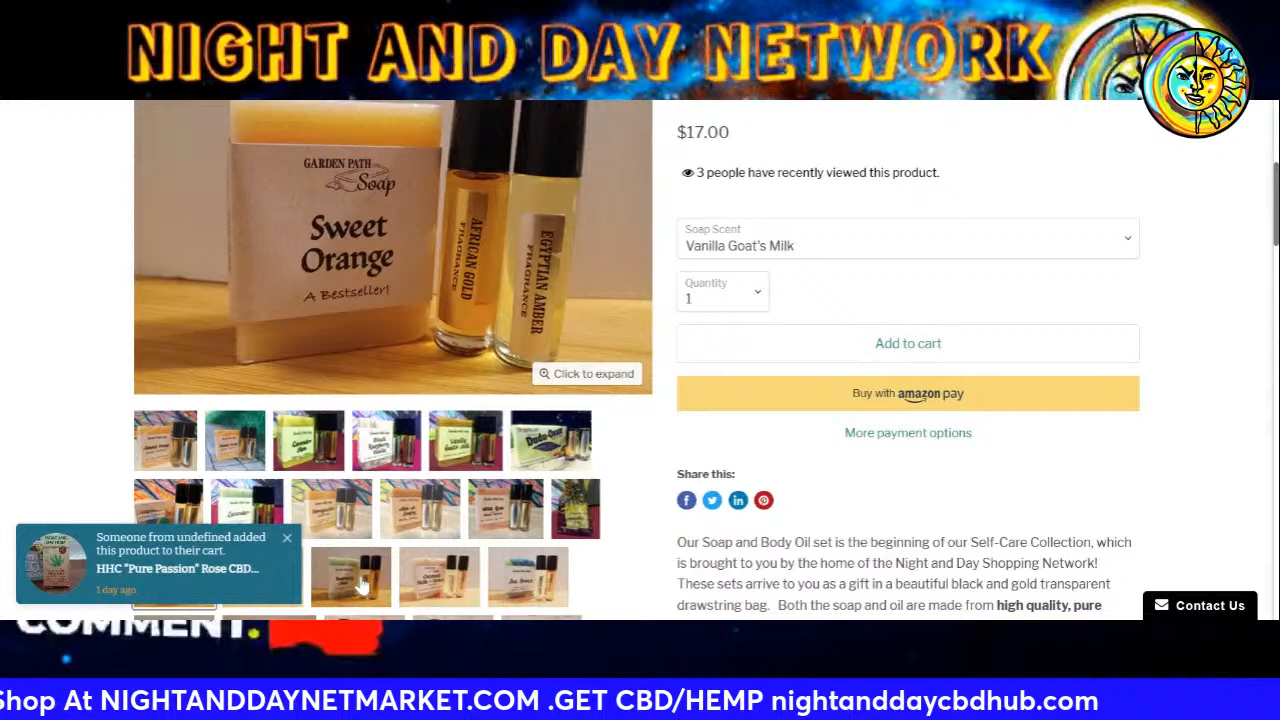 NIGHT AND DAY NETWORK
GARDEN PATH
Soap
Sweet
Orange
A Bestseller!
AFRICAN GOLD
FRAGRANCE
EGYPTIAN AMBER
FRAGRANCE
Click to expand
$17.00
3 people have recently viewed this product.
Soap Scent
Vanilla Goat's Milk
Quantity
1
Add to cart
Buy with amazon pay
More payment options
Share this:
Our Soap and Body Oil set is the beginning of our Self-Care Collection, which
is brought to you by the home of the Night and Day Shopping Network!
These sets arrive to you as a gift in a beautiful black and gold transparent
drawstring bag. Both the soap and oil are made from high quality, pure
Someone from undefined added
this product to their cart.
HHC "Pure Passion" Rose CBD...
1 day ago
Contact Us
COMMENT.
Shop At NIGHTANDDAYNETMARKET.COM .GET CBD/HEMP nightanddaycbdhub.com